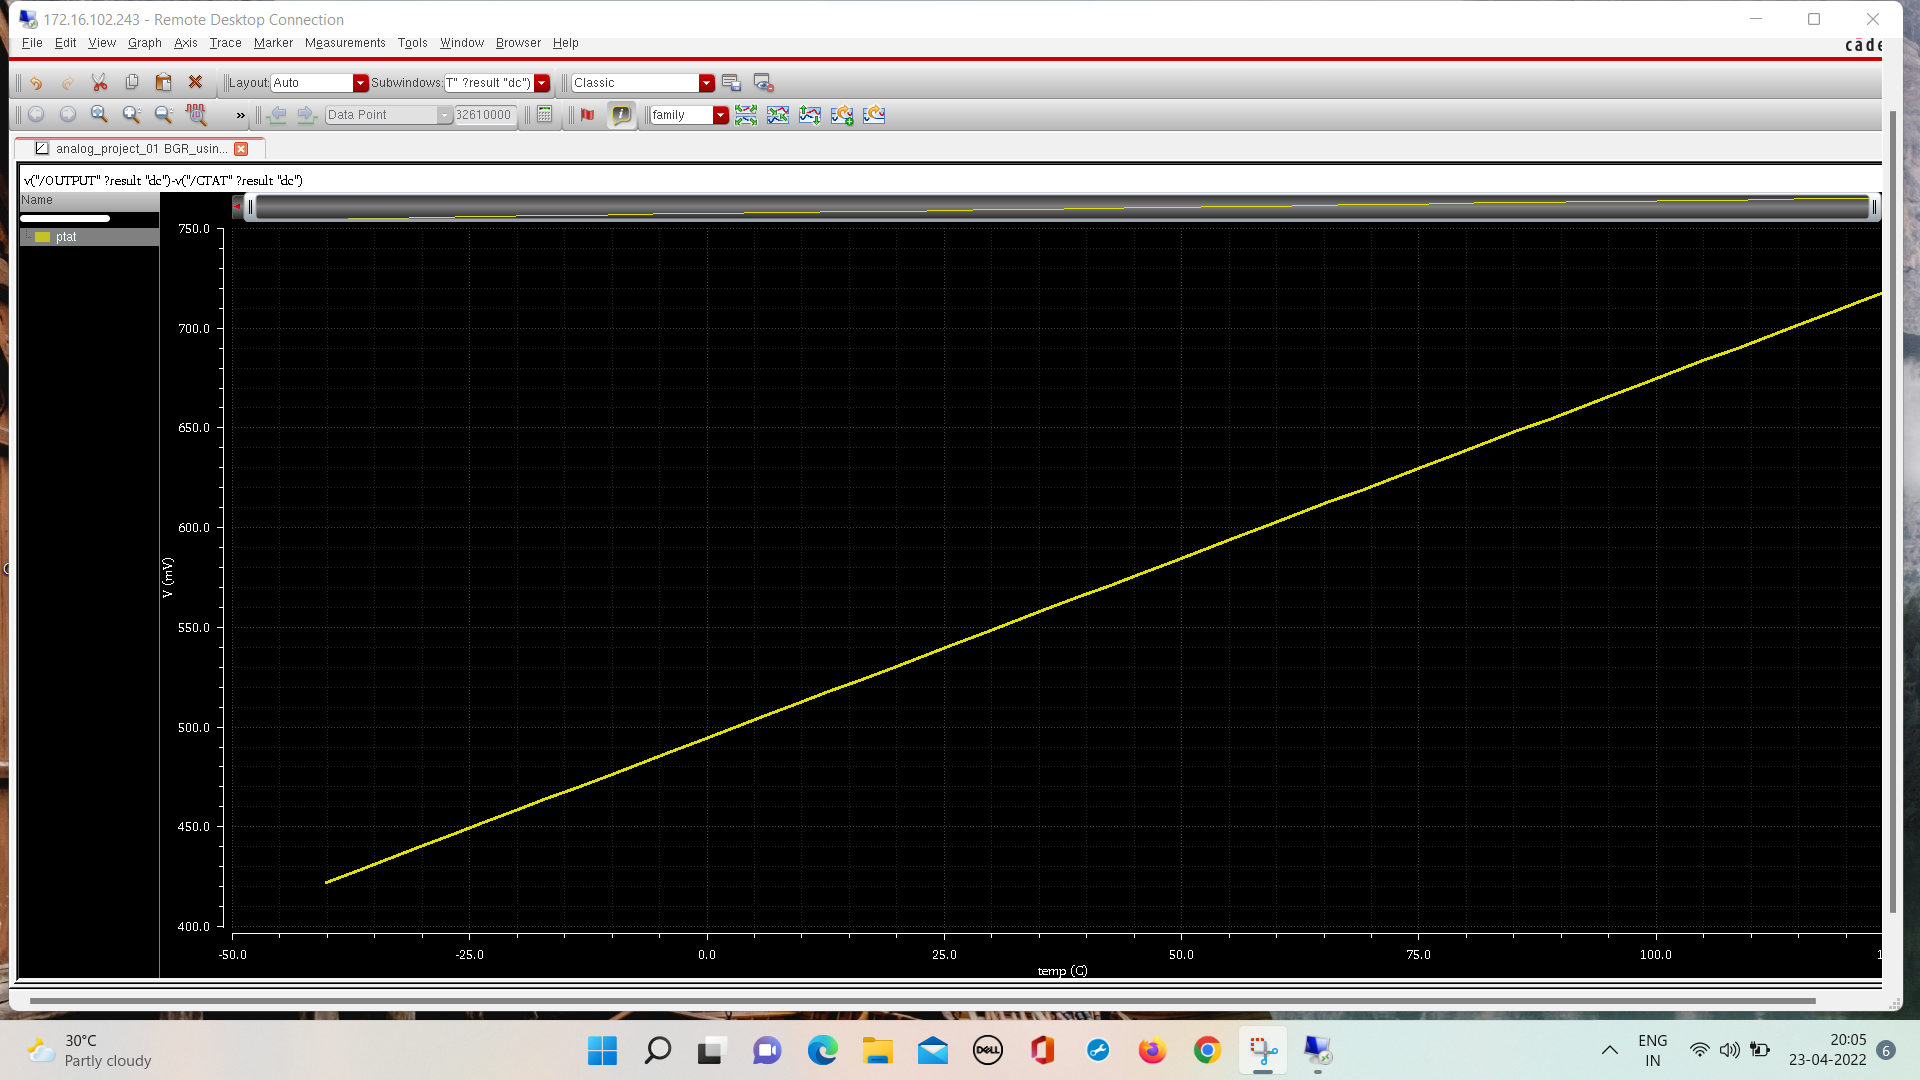 172.16.102.243 - Remote Desktop Connection
File Edit View Graph Axis Trace Marker Measurements Tools Window Browser Help
cāde
Layout: Auto Subwindows: T" ?result "dc") Classic
» Data Point 32610000 family
analog_project_01 BGR_usin...
v("/OUTPUT" ?result "dc")-v("/CTAT" ?result "dc")
Name
ptat
750.0
700.0
650.0
600.0
550.0
500.0
450.0
400.0
V (mV)
-50.0 -25.0 0.0 25.0 50.0 75.0 100.0 1
temp (C)
30°C
Partly cloudy
DELL
ENG
IN
20:05
23-04-2022
6